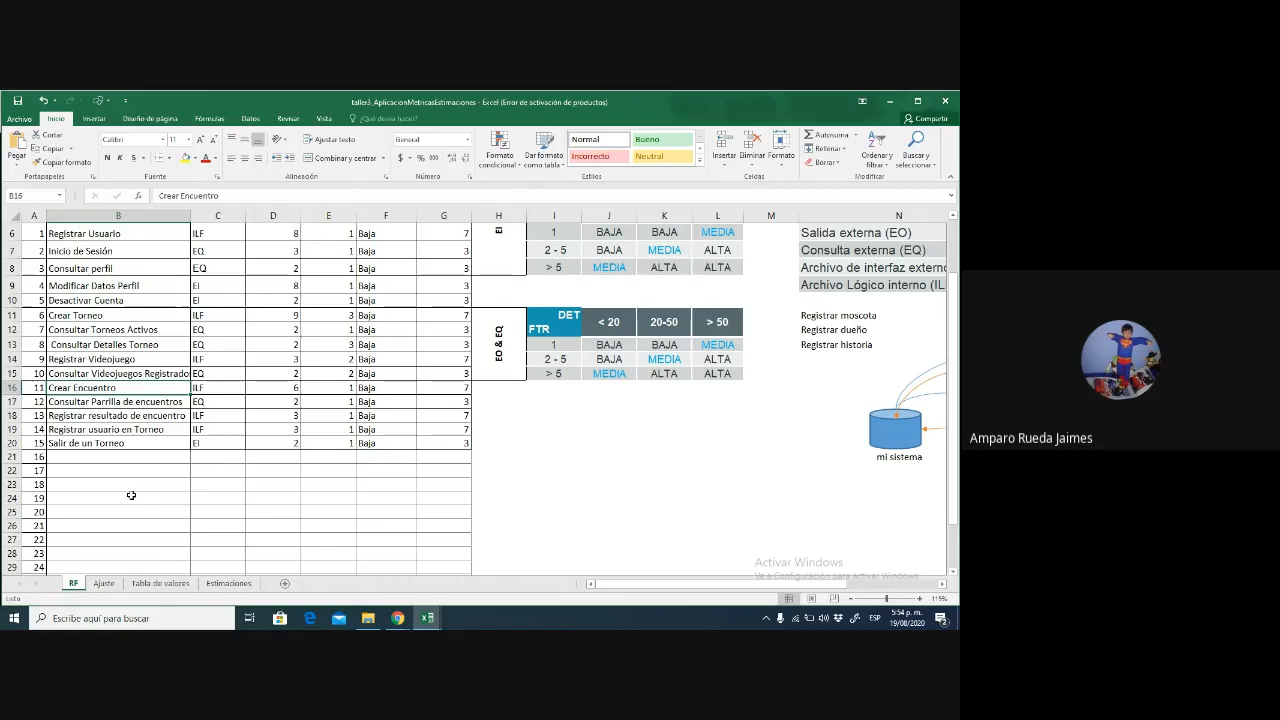 taller3_AplicacionMetricasEstimaciones - Excel (Error de activación de productos)
Archivo Inicio Insertar Diseño de página Fórmulas Datos Revisar Vista ¿Qué desea hacer? Compartir
Pegar
Cortar
Copiar
Copiar formato
Calibri 11
N K S
Ajustar texto
Combinar y centrar
General
Formato condicional
Dar formato como tabla
Normal Bueno
Incorrecto Neutral
Insertar Eliminar Formato
Autosuma
Rellenar
Borrar
Ordenar y filtrar
Buscar y seleccionar
Portapapeles Fuente Alineación Número Estilos Celdas Modificar
B16 Crear Encuentro
A B C D E F G H I J K L M N
6 1 Registrar Usuario ILF 8 1 Baja 7 EI 1 BAJA BAJA MEDIA Salida externa (EO)
7 2 Inicio de Sesión EQ 3 1 Baja 3 2 - 5 BAJA MEDIA ALTA Consulta externa (EQ)
8 3 Consultar perfil EQ 2 1 Baja 3 > 5 MEDIA ALTA ALTA Archivo de interfaz externo
9 4 Modificar Datos Perfil EI 8 1 Baja 3 Archivo Lógico interno (IL
10 5 Desactivar Cuenta EI 2 1 Baja 3
11 6 Crear Torneo ILF 9 3 Baja 7 EO & EQ DET FTR < 20 20-50 > 50 Registrar moscota
12 7 Consultar Torneos Activos EQ 2 1 Baja 3 Registrar dueño
13 8 Consultar Detalles Torneo EQ 2 3 Baja 3 1 BAJA BAJA MEDIA Registrar historia
14 9 Registrar Videojuego ILF 3 2 Baja 7 2 - 5 BAJA MEDIA ALTA
15 10 Consultar Videojuegos Registrado EQ 2 2 Baja 3 > 5 MEDIA ALTA ALTA
16 11 Crear Encuentro ILF 6 1 Baja 7
17 12 Consultar Parrilla de encuentros EQ 2 1 Baja 3
18 13 Registrar resultado de encuentro ILF 3 1 Baja 7
19 14 Registrar usuario en Torneo ILF 3 1 Baja 7
20 15 Salir de un Torneo EI 2 1 Baja 3
21 16
22 17
23 18
24 19
25 20
26 21
27 22
28 23
29 24
mi sistema
Activar Windows
Ve a Configuración para activar Windows
RF Ajuste Tabla de valores Estimaciones
Listo 115%
Escribe aquí para buscar
ESP
5:54 p. m.
19/08/2020
2
Amparo Rueda Jaimes